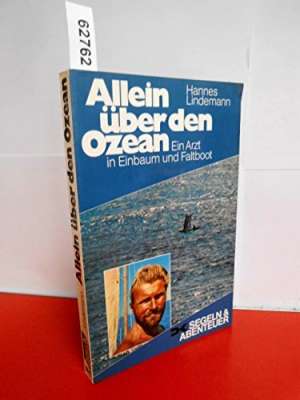 62762
Allein
über den
Ozean
Hannes
Lindemann
Ein Arzt
in Einbaum und Faltboot
SEGELN &
ABENTEUER
Allein über den Ozean